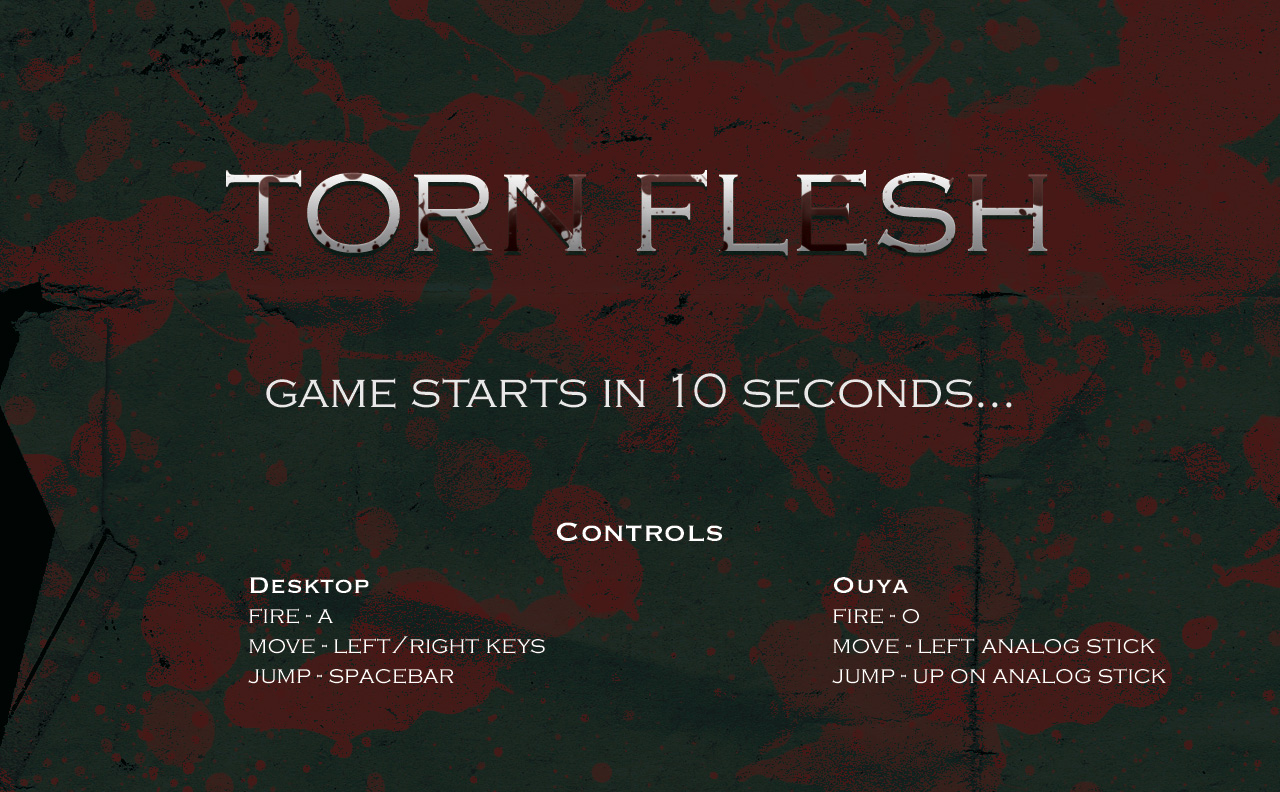 TORN FLESH
GAME STARTS IN 10 SECONDS...
CONTROLS
DESKTOP
FIRE - A
MOVE - LEFT/RIGHT KEYS
JUMP - SPACEBAR
OUYA
FIRE - O
MOVE - LEFT ANALOG STICK
JUMP - UP ON ANALOG STICK